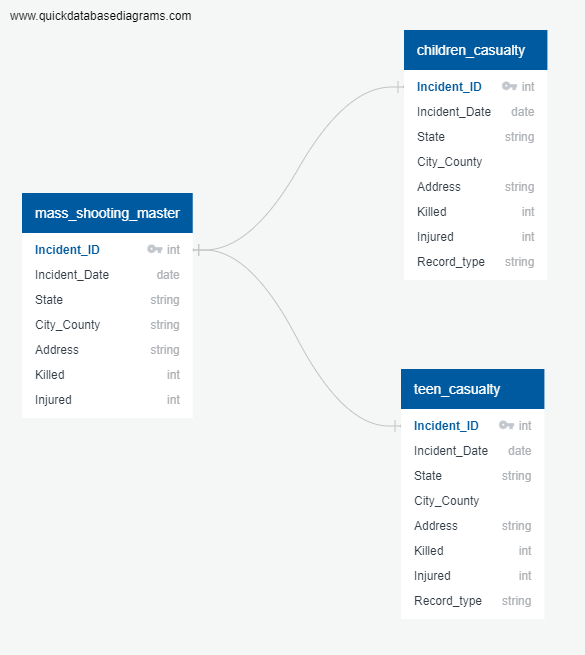 www.quickdatabasediagrams.com
mass_shooting_master
Incident_ID int
Incident_Date date
State string
City_County string
Address string
Killed int
Injured int
children_casualty
Incident_ID int
Incident_Date date
State string
City_County
Address string
Killed int
Injured int
Record_type string
teen_casualty
Incident_ID int
Incident_Date date
State string
City_County
Address string
Killed int
Injured int
Record_type string